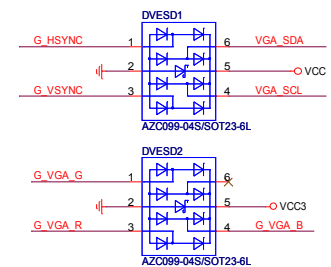 DVESD1
G_HSYNC 1 6 VGA_SDA
2 5 VCC
G_VSYNC 3 4 VGA_SCL
AZC099-04S/SOT23-6L
DVESD2
G_VGA_G 1 6
2 5 VCC3
G_VGA_R 3 4 G_VGA_B
AZC099-04S/SOT23-6L